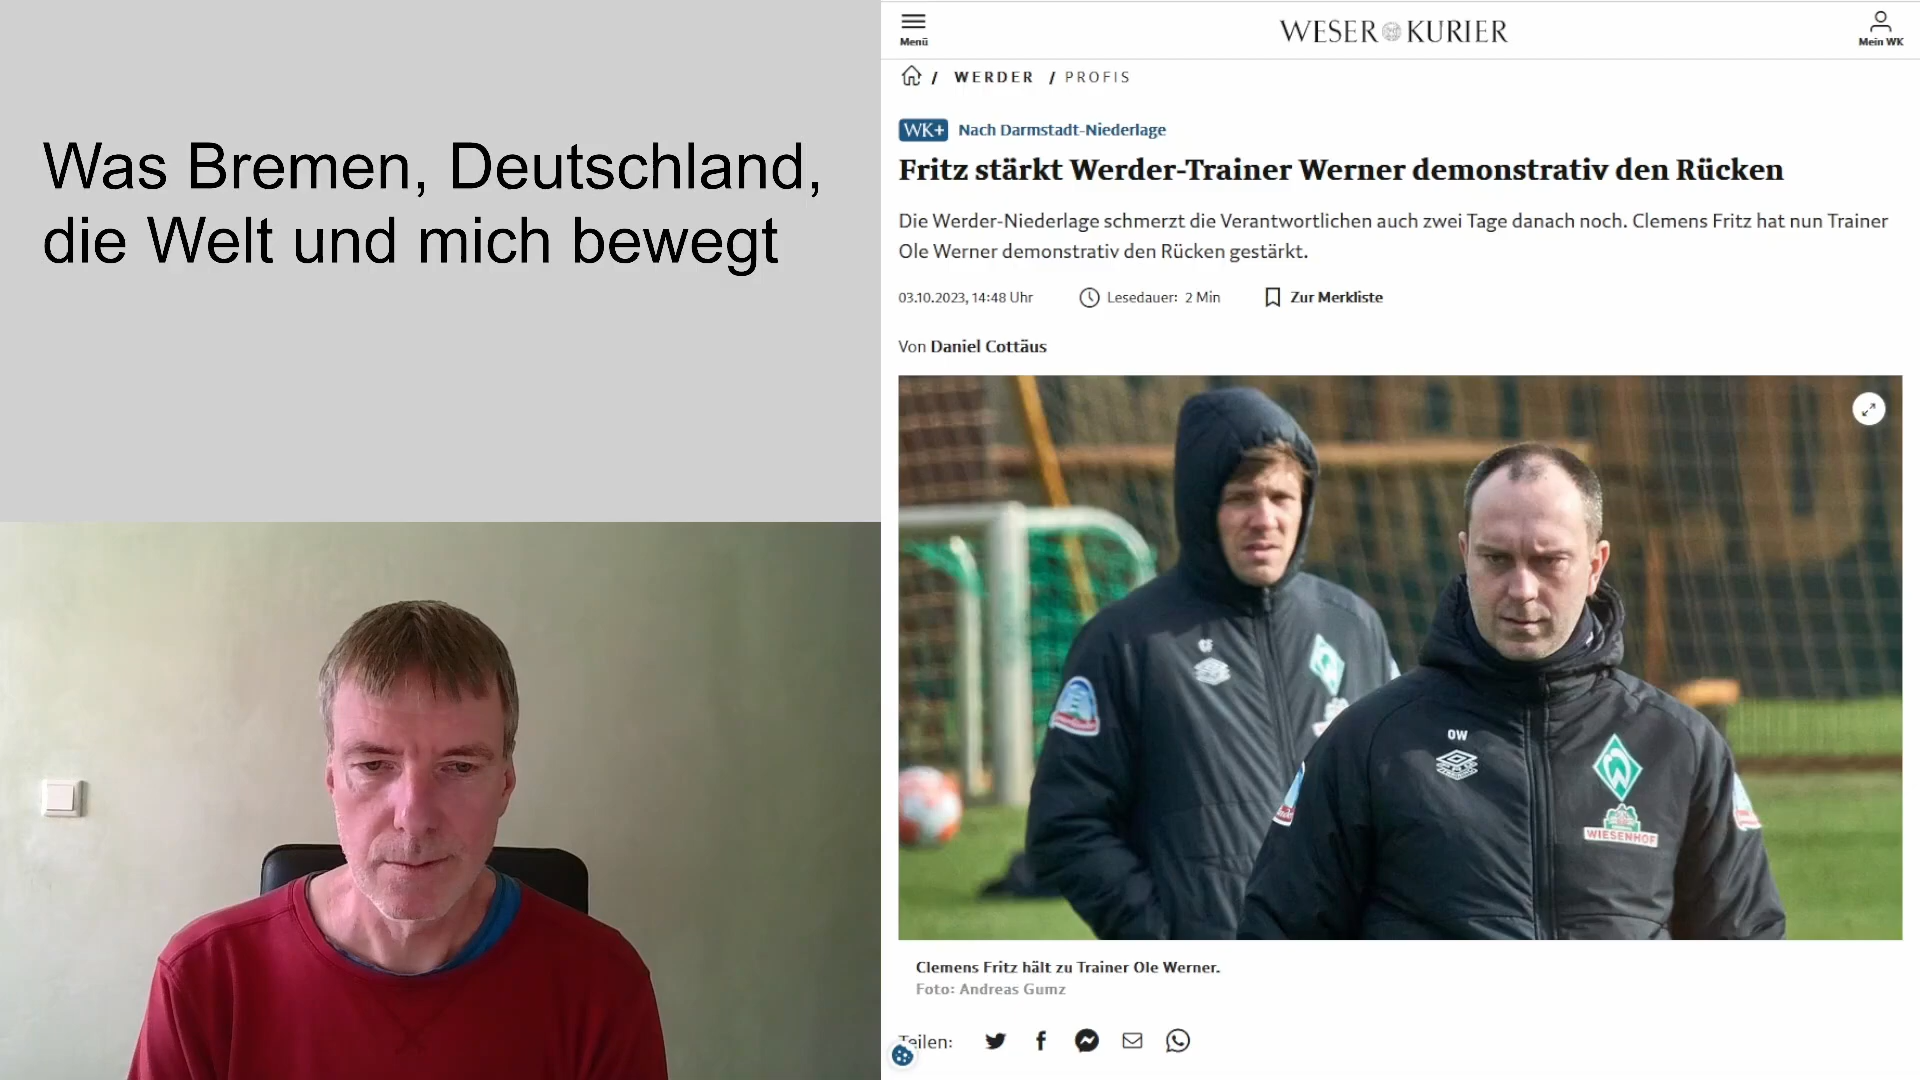 Was Bremen, Deutschland,
die Welt und mich bewegt
Menü
WESER KURIER
Mein WK
/ WERDER / PROFIS
WK+ Nach Darmstadt-Niederlage
Fritz stärkt Werder-Trainer Werner demonstrativ den Rücken
Die Werder-Niederlage schmerzt die Verantwortlichen auch zwei Tage danach noch. Clemens Fritz hat nun Trainer
Ole Werner demonstrativ den Rücken gestärkt.
03.10.2023, 14:48 Uhr Lesedauer: 2 Min Zur Merkliste
Von Daniel Cottäus
CF
OW
W
WIESENHOF
Clemens Fritz hält zu Trainer Ole Werner.
Foto: Andreas Gumz
Teilen: